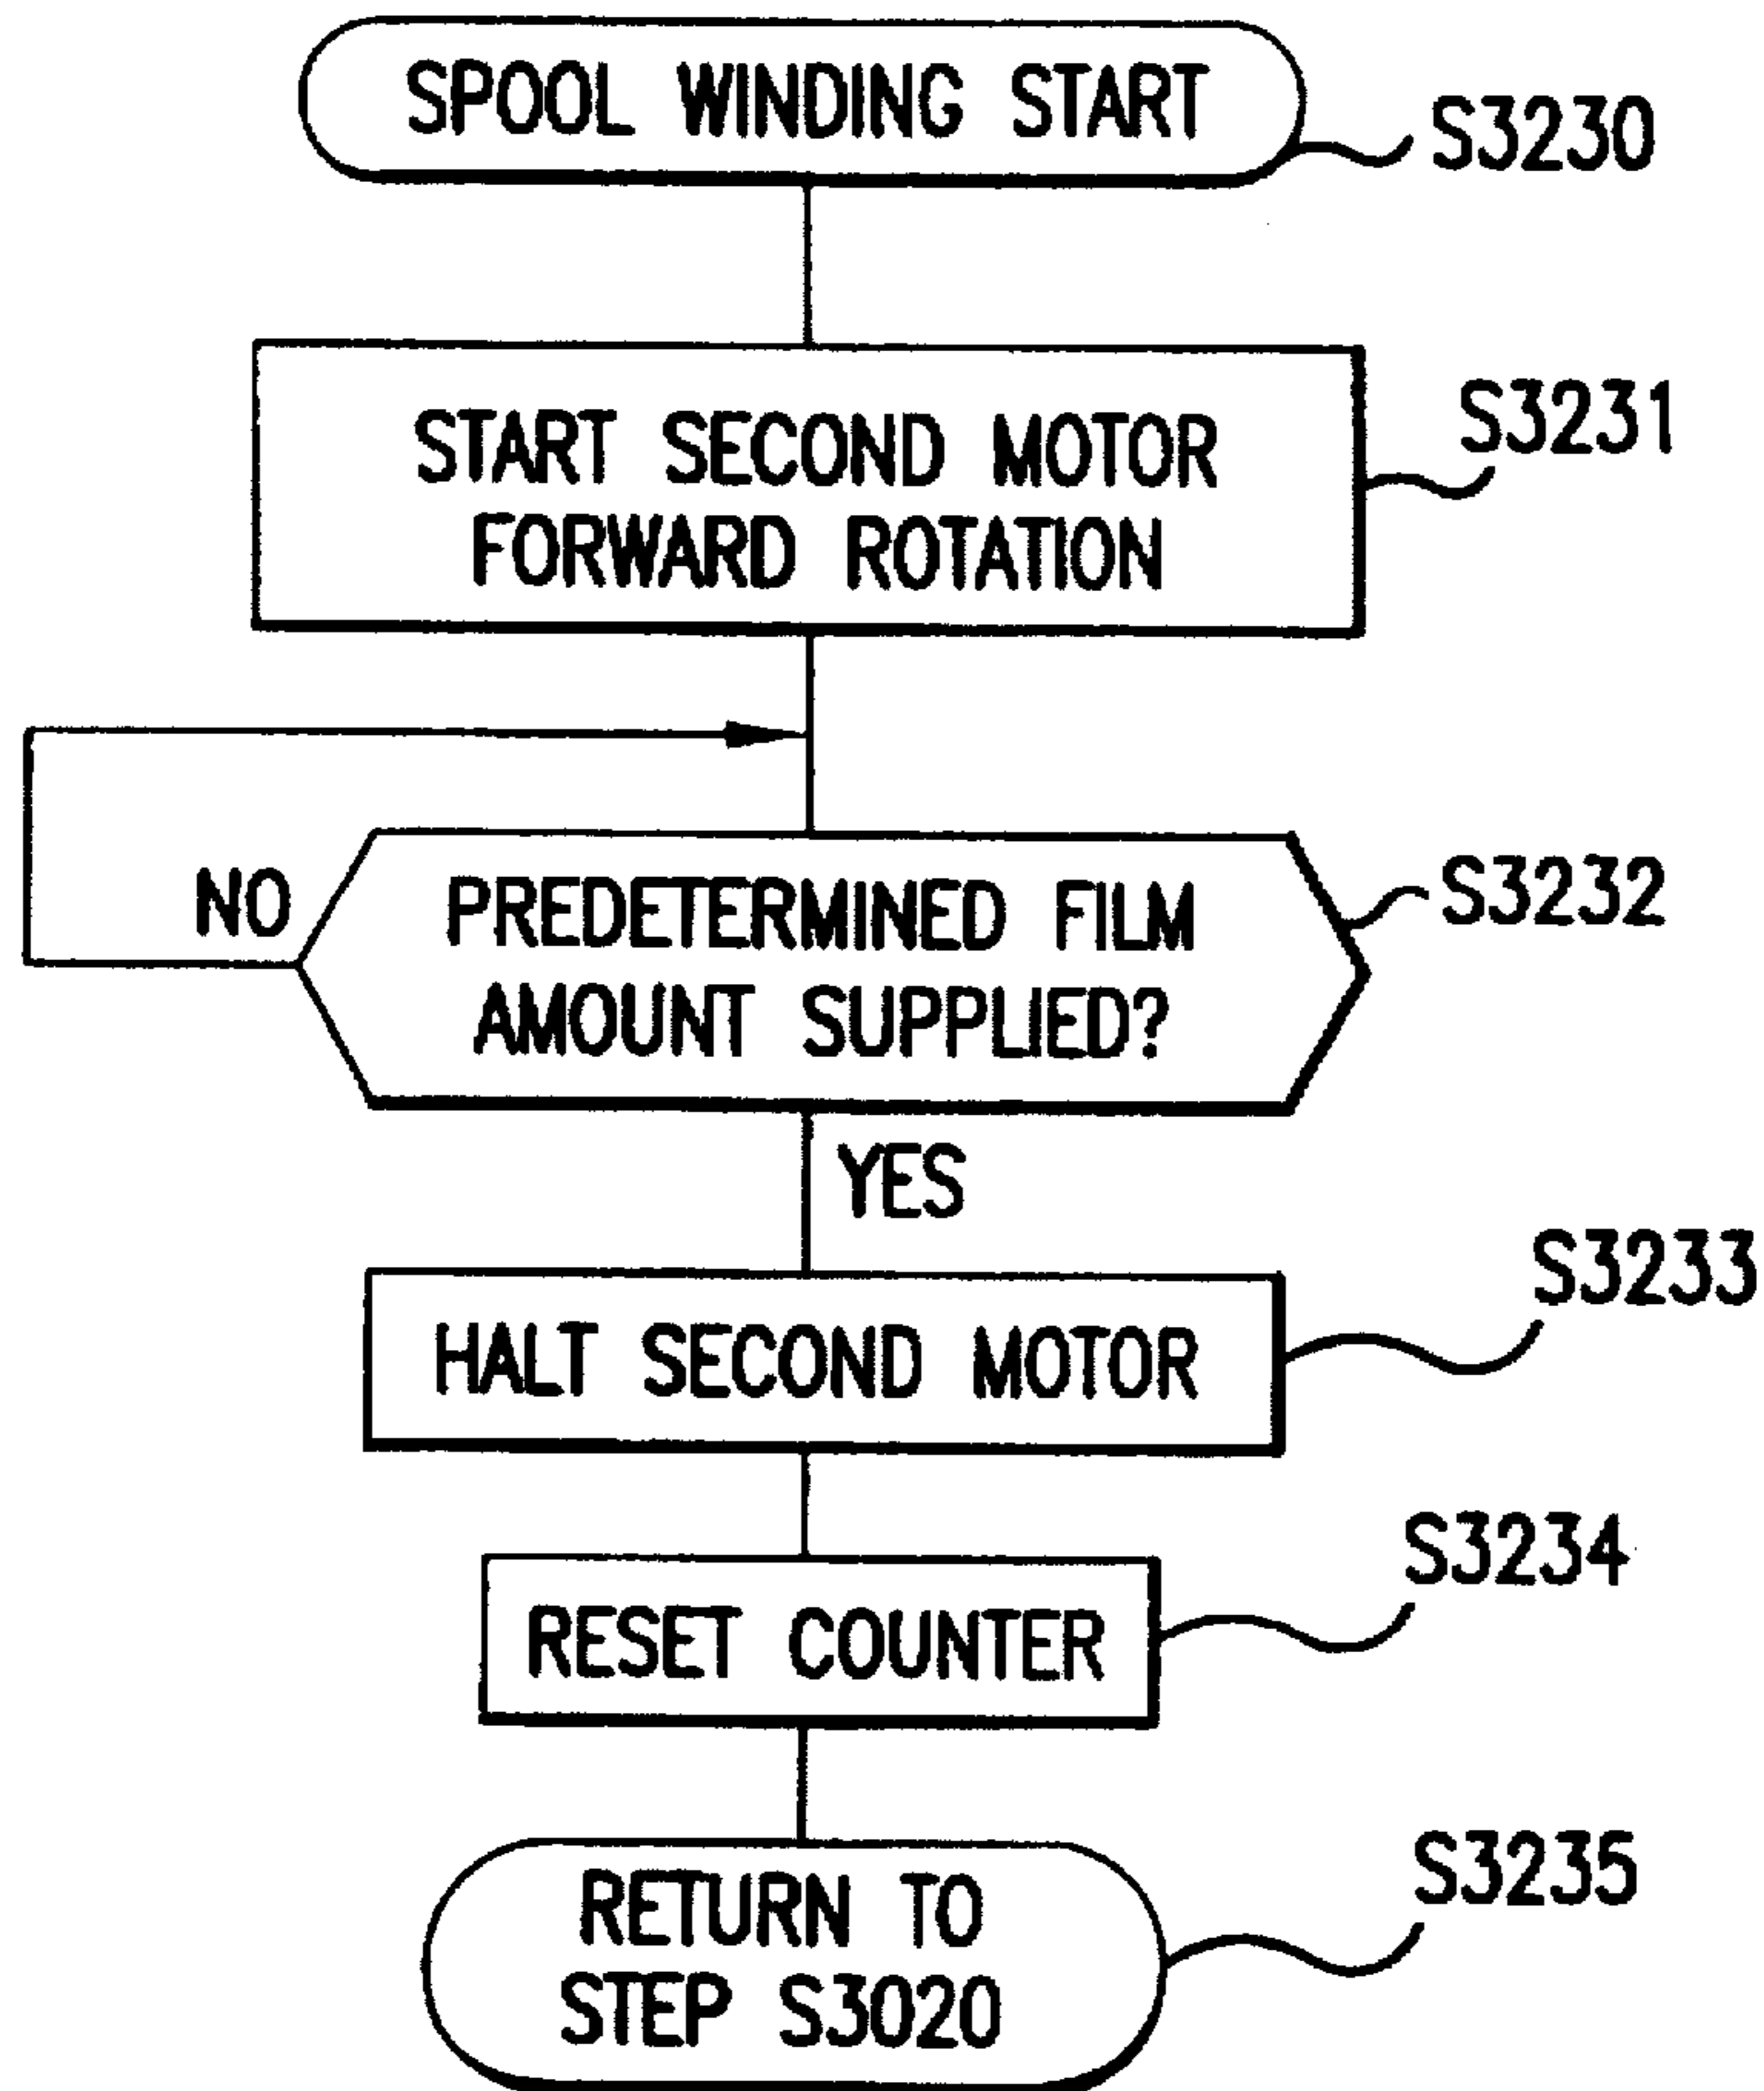 SPOOL WINDING START
S3230
START SECOND MOTOR
FORWARD ROTATION
S3231
NO
PREDETERMINED FILM
AMOUNT SUPPLIED?
S3232
YES
HALT SECOND MOTOR
S3233
RESET COUNTER
S3234
RETURN TO
STEP S3020
S3235